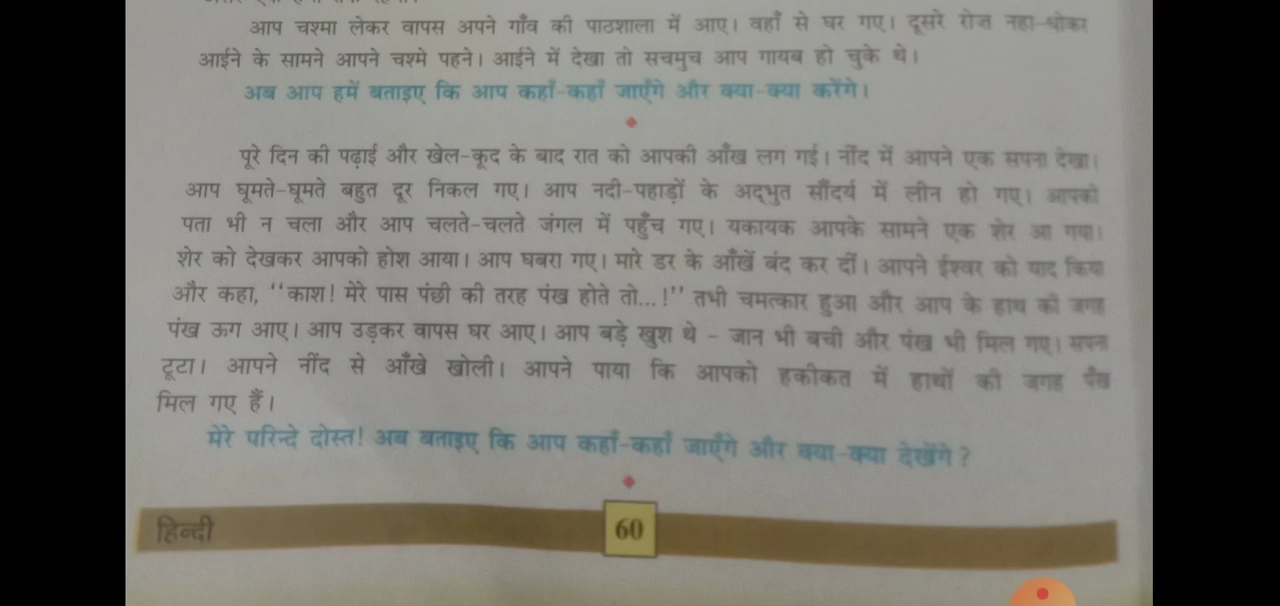 आप चश्मा लेकर वापस अपने गाँव की पाठशाला में आए। वहाँ से घर गए। दूसरे रोज नहा-धोकर
आईने के सामने आपने चश्मे पहने। आईने में देखा तो सचमुच आप गायब हो चुके थे।
अब आप हमें बताइए कि आप कहाँ-कहाँ जाएँगे और क्या-क्या करेंगे।
पूरे दिन की पढ़ाई और खेल-कूद के बाद रात को आपकी आँख लग गई। नींद में आपने एक सपना देखा।
आप घूमते-घूमते बहुत दूर निकल गए। आप नदी-पहाड़ों के अद्भुत सौंदर्य में लीन हो गए। आपको
पता भी न चला और आप चलते-चलते जंगल में पहुँच गए। यकायक आपके सामने एक शेर आ गया।
शेर को देखकर आपको होश आया। आप घबरा गए। मारे डर के आँखें बंद कर दीं। आपने ईश्वर को याद किया
और कहा, “काश! मेरे पास पंछी की तरह पंख होते तो...!” तभी चमत्कार हुआ और आप के हाथ की जगह
पंख ऊग आए। आप उड़कर वापस घर आए। आप बड़े खुश थे - जान भी बची और पंख भी मिल गए। सपना
टूटा। आपने नींद से आँखे खोली। आपने पाया कि आपको हकीकत में हाथों की जगह पँख
मिल गए हैं।
मेरे परिन्दे दोस्त! अब बताइए कि आप कहाँ-कहाँ जाएँगे और क्या-क्या देखेंगे?
हिन्दी
60